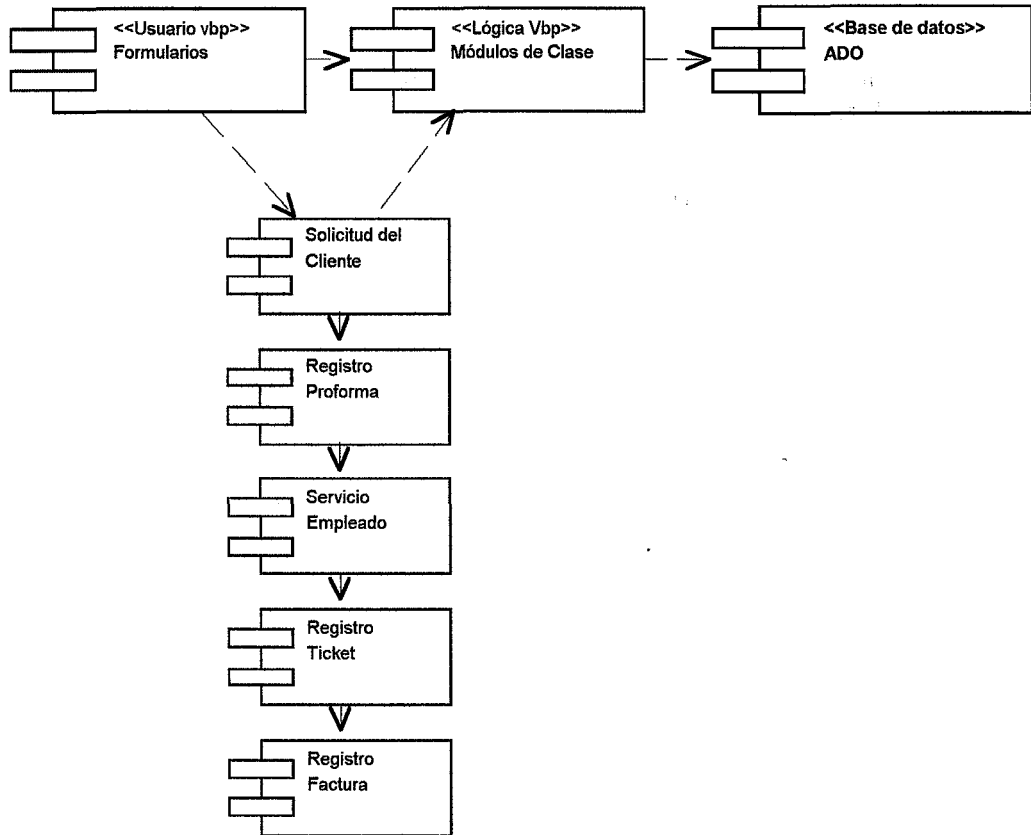 <<Usuario vbp>>
Formularios
<<Lógica Vbp>>
Módulos de Clase
<<Base de datos>>
ADO
Solicitud del
Cliente
Registro
Proforma
Servicio
Empleado
Registro
Ticket
Registro
Factura